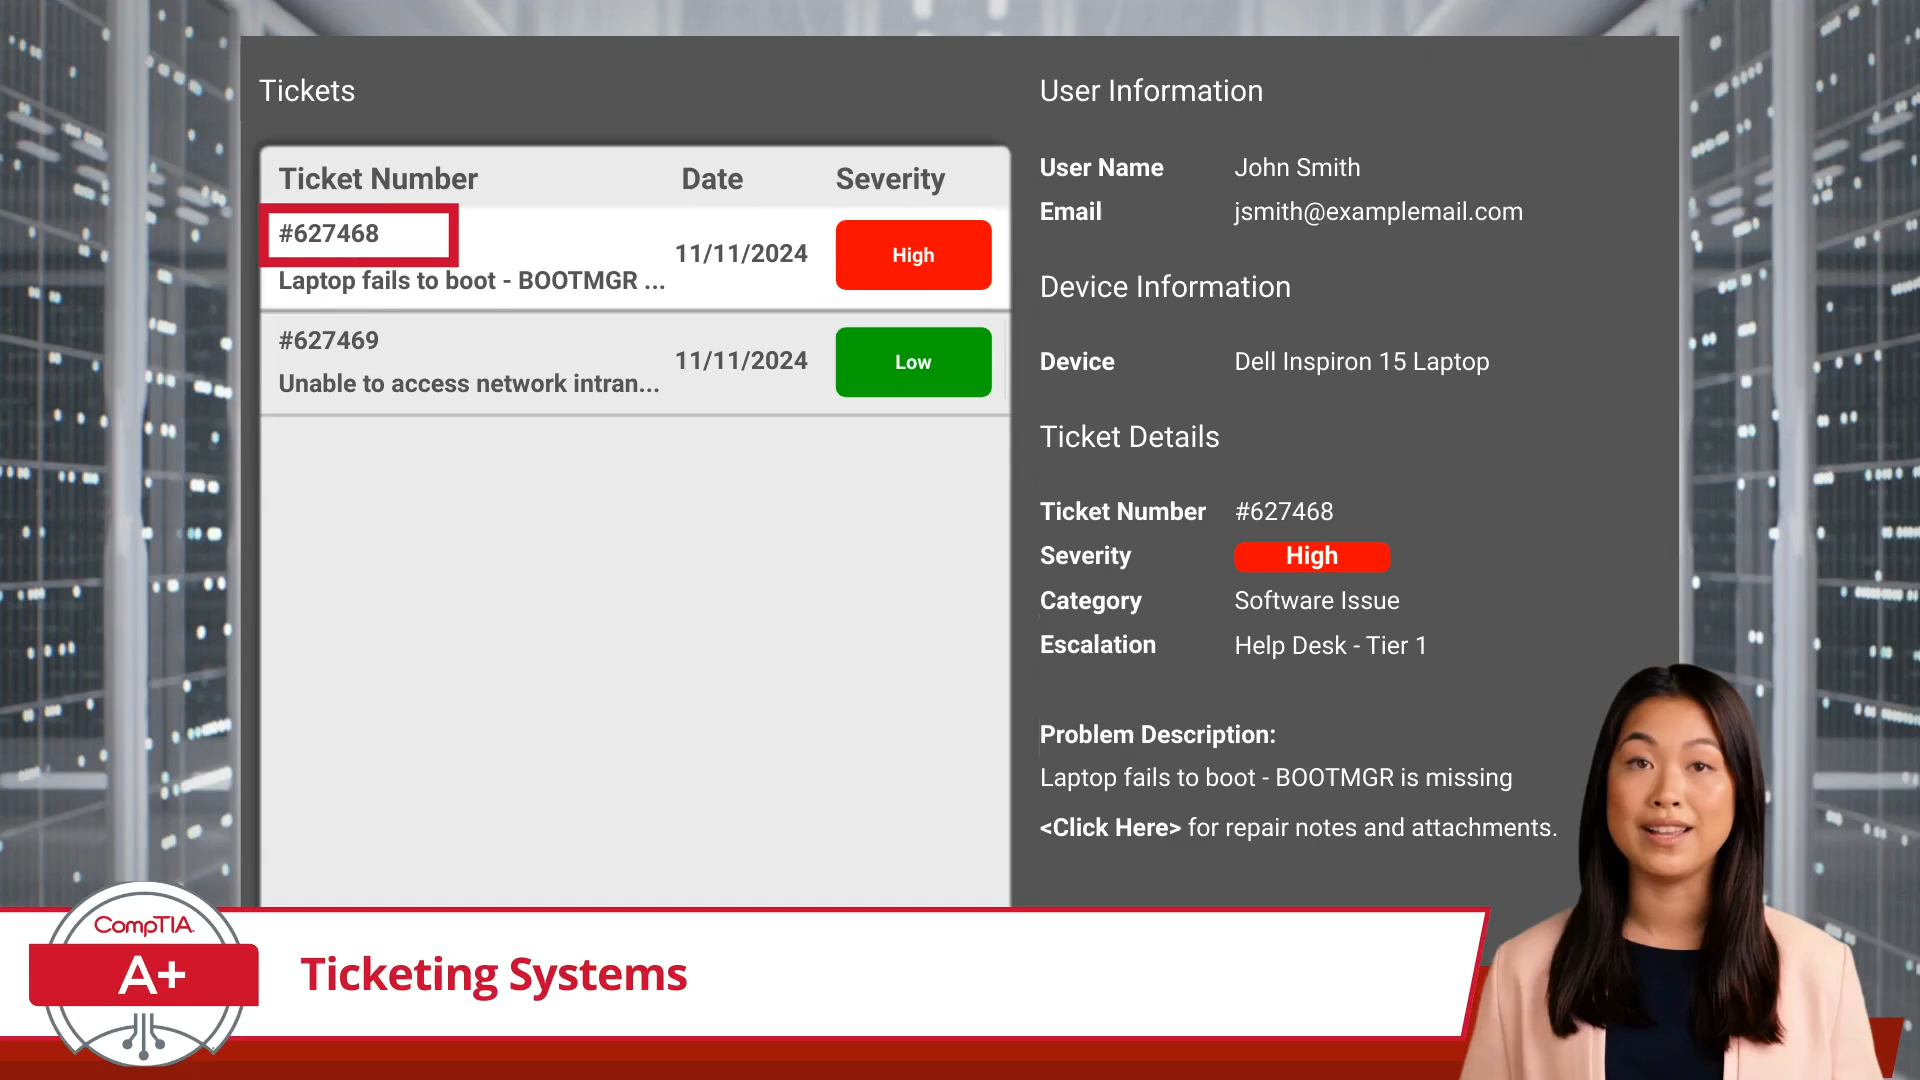 Tickets
Ticket Number Date Severity
#627468
Laptop fails to boot - BOOTMGR ...
11/11/2024
High
#627469
Unable to access network intran...
11/11/2024
Low
User Information
User Name John Smith
Email jsmith@examplemail.com
Device Information
Device Dell Inspiron 15 Laptop
Ticket Details
Ticket Number #627468
Severity High
Category Software Issue
Escalation Help Desk - Tier 1
Problem Description:
Laptop fails to boot - BOOTMGR is missing
<Click Here> for repair notes and attachments.
CompTIA.
A+
Ticketing Systems